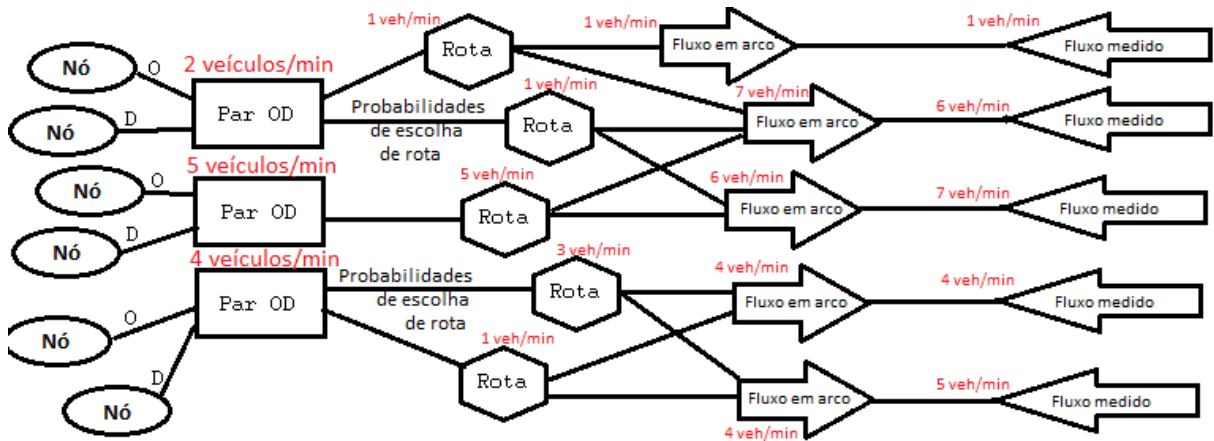 1 veh/min
1 veh/min
1 veh/min
Nó
O
2 veículos/min
Rota
Fluxo em arco
Fluxo medido
Par OD
1 veh/min
7 veh/min
6 veh/min
Nó
D
Probabilidades
de escolha
de rota
Rota
Fluxo em arco
Fluxo medido
5 veículos/min
Nó
O
5 veh/min
6 veh/min
7 veh/min
Par OD
Rota
Fluxo em arco
Fluxo medido
Nó
D
4 veículos/min
3 veh/min
Probabilidades
de escolha
de rota
4 veh/min
4 veh/min
Par OD
Rota
Fluxo em arco
Fluxo medido
Nó
O
1 veh/min
Rota
5 veh/min
Nó
D
Fluxo em arco
Fluxo medido
4 veh/min